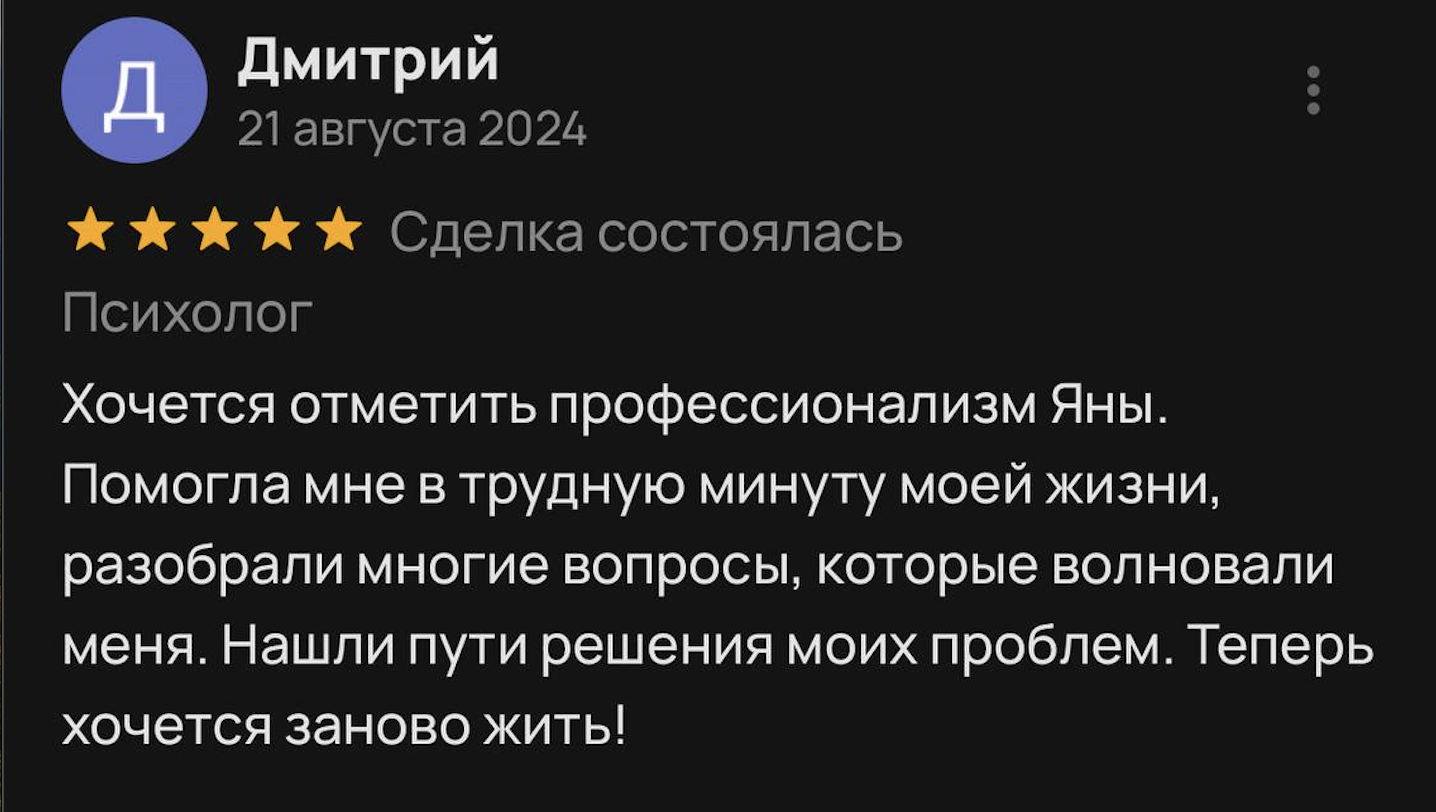 Д
Дмитрий
21 августа 2024
Сделка состоялась
Психолог
Хочется отметить профессионализм Яны.
Помогла мне в трудную минуту моей жизни,
разобрали многие вопросы, которые волновали
меня. Нашли пути решения моих проблем. Теперь
хочется заново жить!